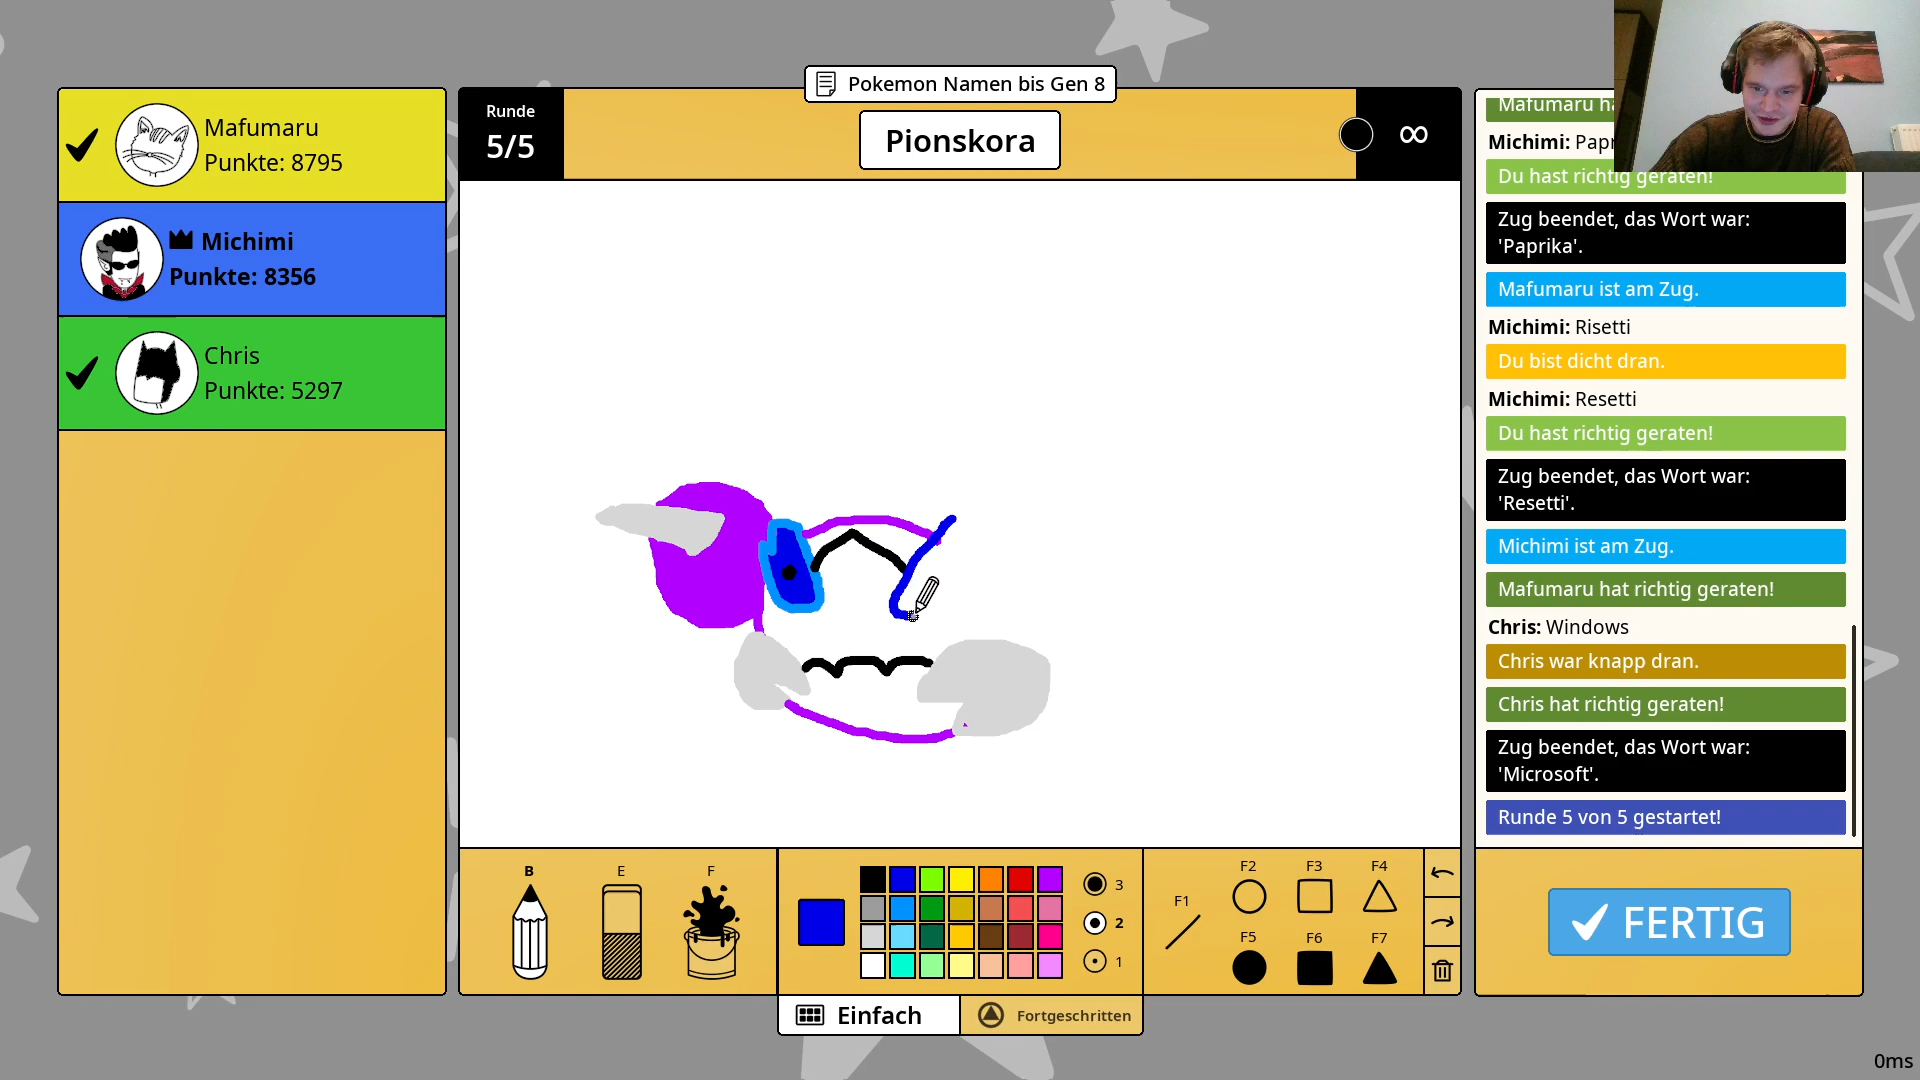 Pokemon Namen bis Gen 8
Runde
5/5
Pionskora
∞
Mafumaru
Punkte: 8795
Michimi
Punkte: 8356
Chris
Punkte: 5297
Mafumaru
Michimi:
Du hast richtig geraten!
Zug beendet, das Wort war:
'Paprika'.
Mafumaru ist am Zug.
Michimi: Risetti
Du bist dicht dran.
Michimi: Resetti
Du hast richtig geraten!
Zug beendet, das Wort war:
'Resetti'.
Michimi ist am Zug.
Mafumaru hat richtig geraten!
Chris: Windows
Chris war knapp dran.
Chris hat richtig geraten!
Zug beendet, das Wort war:
'Microsoft'.
Runde 5 von 5 gestartet!
B
E
F
3
2
1
F1
F2
F3
F4
F5
F6
F7
FERTIG
Einfach
Fortgeschritten
0ms